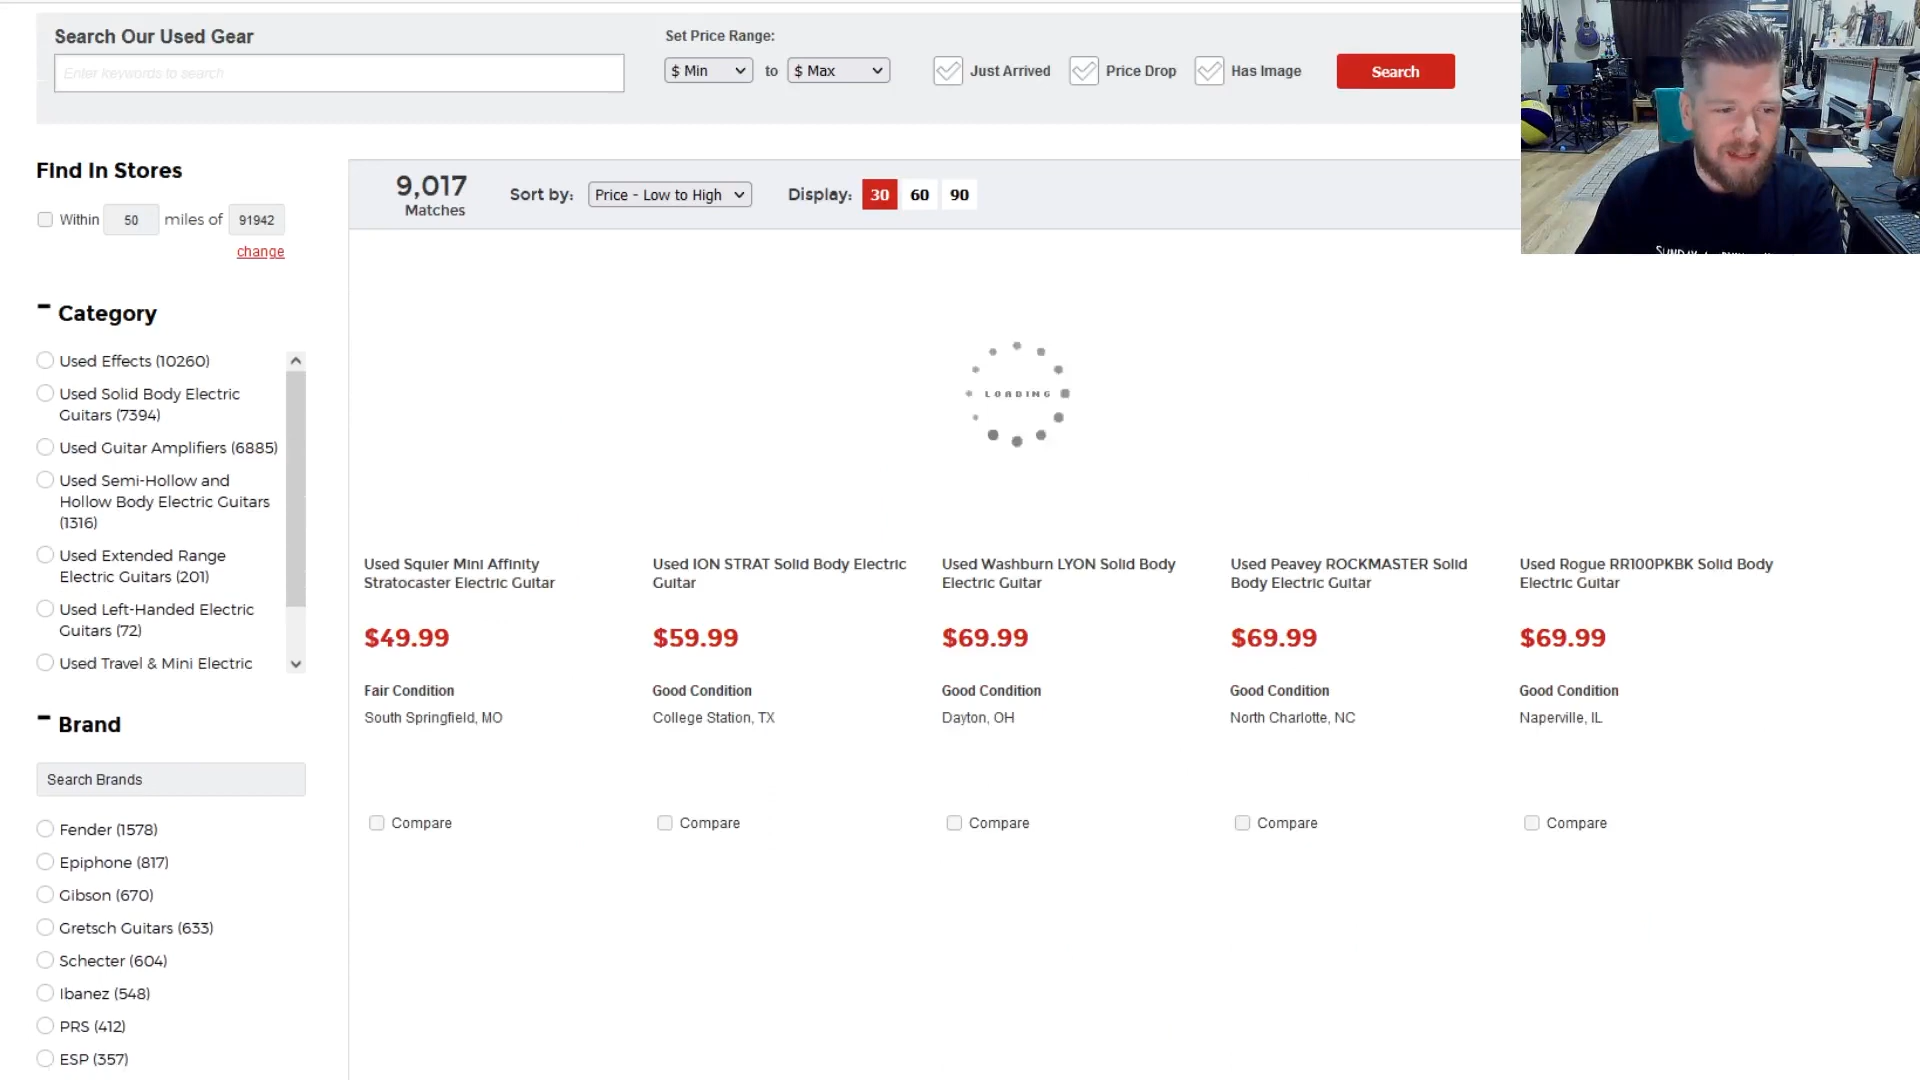 Search Our Used Gear
Set Price Range:
Enter keywords to search
$ Min to $ Max
Just Arrived
Price Drop
Has Image
Search
Find In Stores
Within 50 miles of 91942
change
9,017
Matches
Sort by: Price - Low to High
Display: 30 60 90
Category
Used Effects (10260)
Used Solid Body Electric
Guitars (7394)
Used Guitar Amplifiers (6885)
Used Semi-Hollow and
Hollow Body Electric Guitars
(1316)
Used Extended Range
Electric Guitars (201)
Used Left-Handed Electric
Guitars (72)
Used Travel & Mini Electric
Brand
Search Brands
Fender (1578)
Epiphone (817)
Gibson (670)
Gretsch Guitars (633)
Schecter (604)
Ibanez (548)
PRS (412)
ESP (357)
LOADING
Used Squier Mini Affinity
Stratocaster Electric Guitar
$49.99
Fair Condition
South Springfield, MO
Compare
Used ION STRAT Solid Body Electric
Guitar
$59.99
Good Condition
College Station, TX
Compare
Used Washburn LYON Solid Body
Electric Guitar
$69.99
Good Condition
Dayton, OH
Compare
Used Peavey ROCKMASTER Solid
Body Electric Guitar
$69.99
Good Condition
North Charlotte, NC
Compare
Used Rogue RR100PKBK Solid Body
Electric Guitar
$69.99
Good Condition
Naperville, IL
Compare
SUNDAY